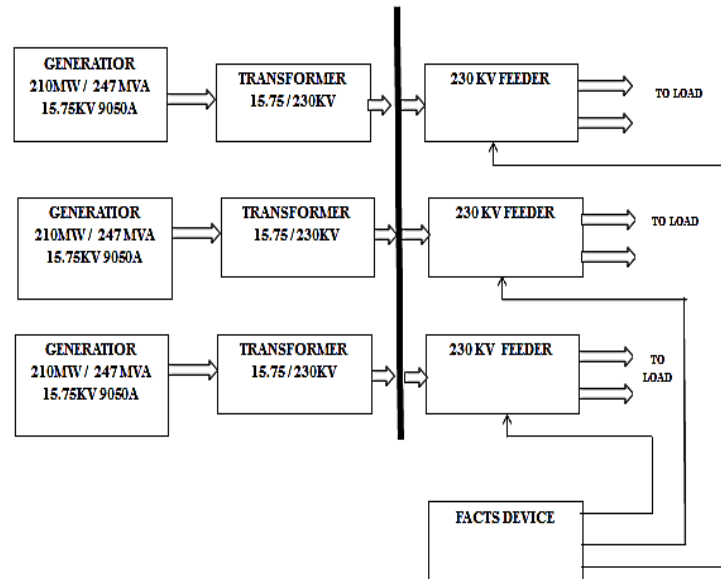 GENERATIOR
210MW / 247 MVA
15.75KV 9050A
TRANSFORMER
15.75 / 230KV
230 KV FEEDER
TO LOAD
GENERATIOR
210MW / 247 MVA
15.75KV 9050A
TRANSFORMER
15.75 / 230KV
230 KV FEEDER
TO LOAD
GENERATIOR
210MW / 247 MVA
15.75KV 9050A
TRANSFORMER
15.75 / 230KV
230 KV FEEDER
TO
LOAD
FACTS DEVICE